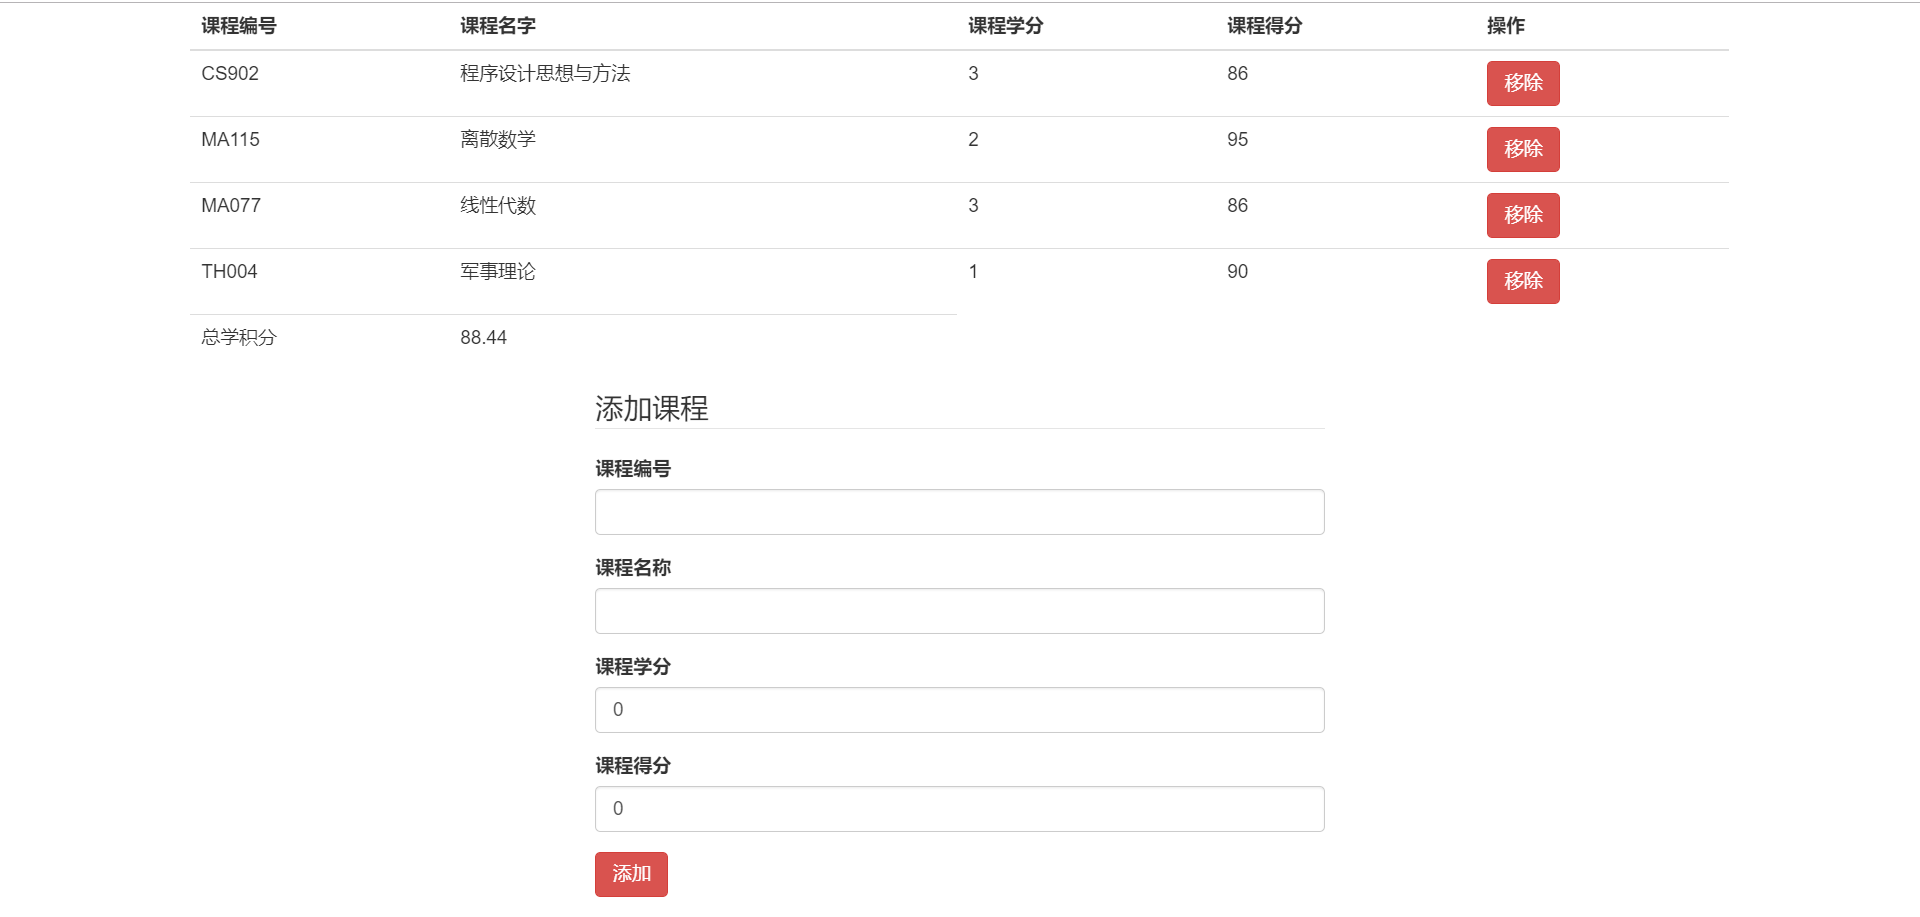 课程编号 课程名字 课程学分 课程得分 操作
CS902 程序设计思想与方法 3 86 移除
MA115 离散数学 2 95 移除
MA077 线性代数 3 86 移除
TH004 军事理论 1 90 移除
总学积分 88.44
添加课程
课程编号
课程名称
课程学分
0
课程得分
0
添加